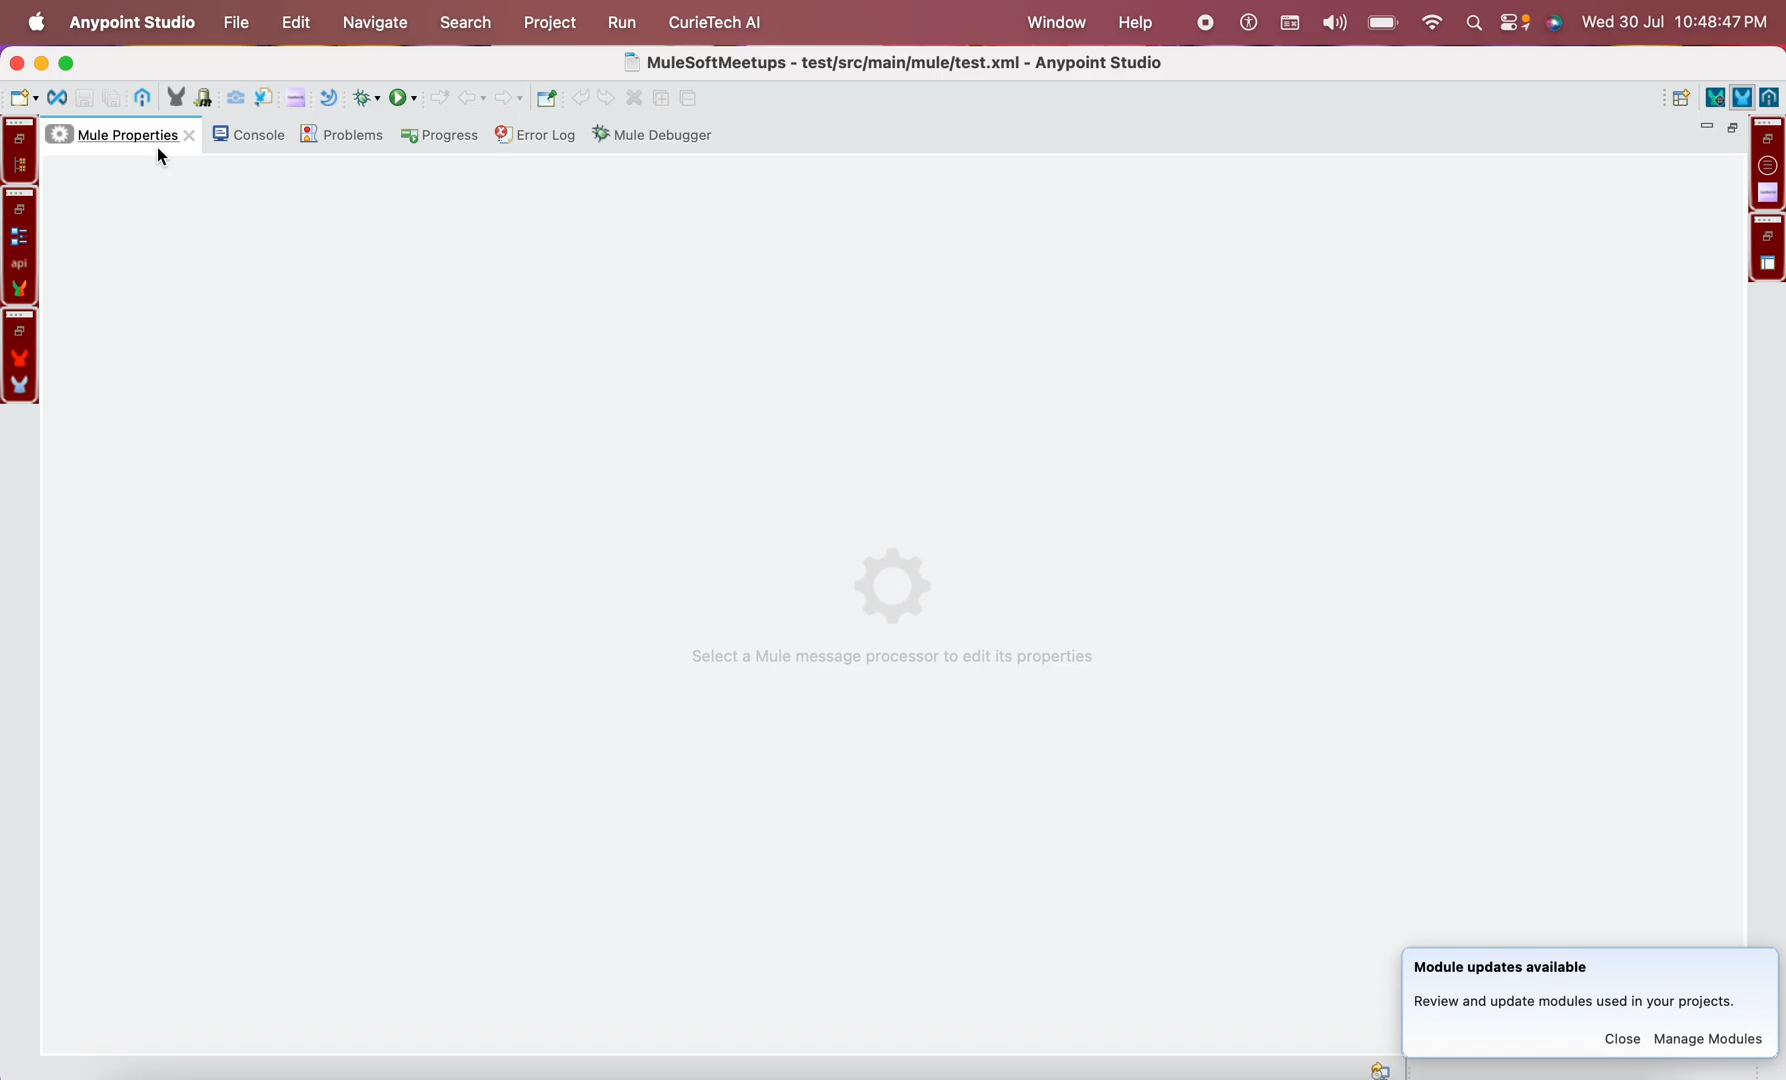 Anypoint Studio File Edit Navigate Search Project Run CurieTech AI Window Help Wed 30 Jul 10:48:47 PM
MuleSoftMeetups - test/src/main/mule/test.xml - Anypoint Studio
Mule Properties Console Problems Progress Error Log Mule Debugger
api
Select a Mule message processor to edit its properties
Module updates available
Review and update modules used in your projects.
Close Manage Modules